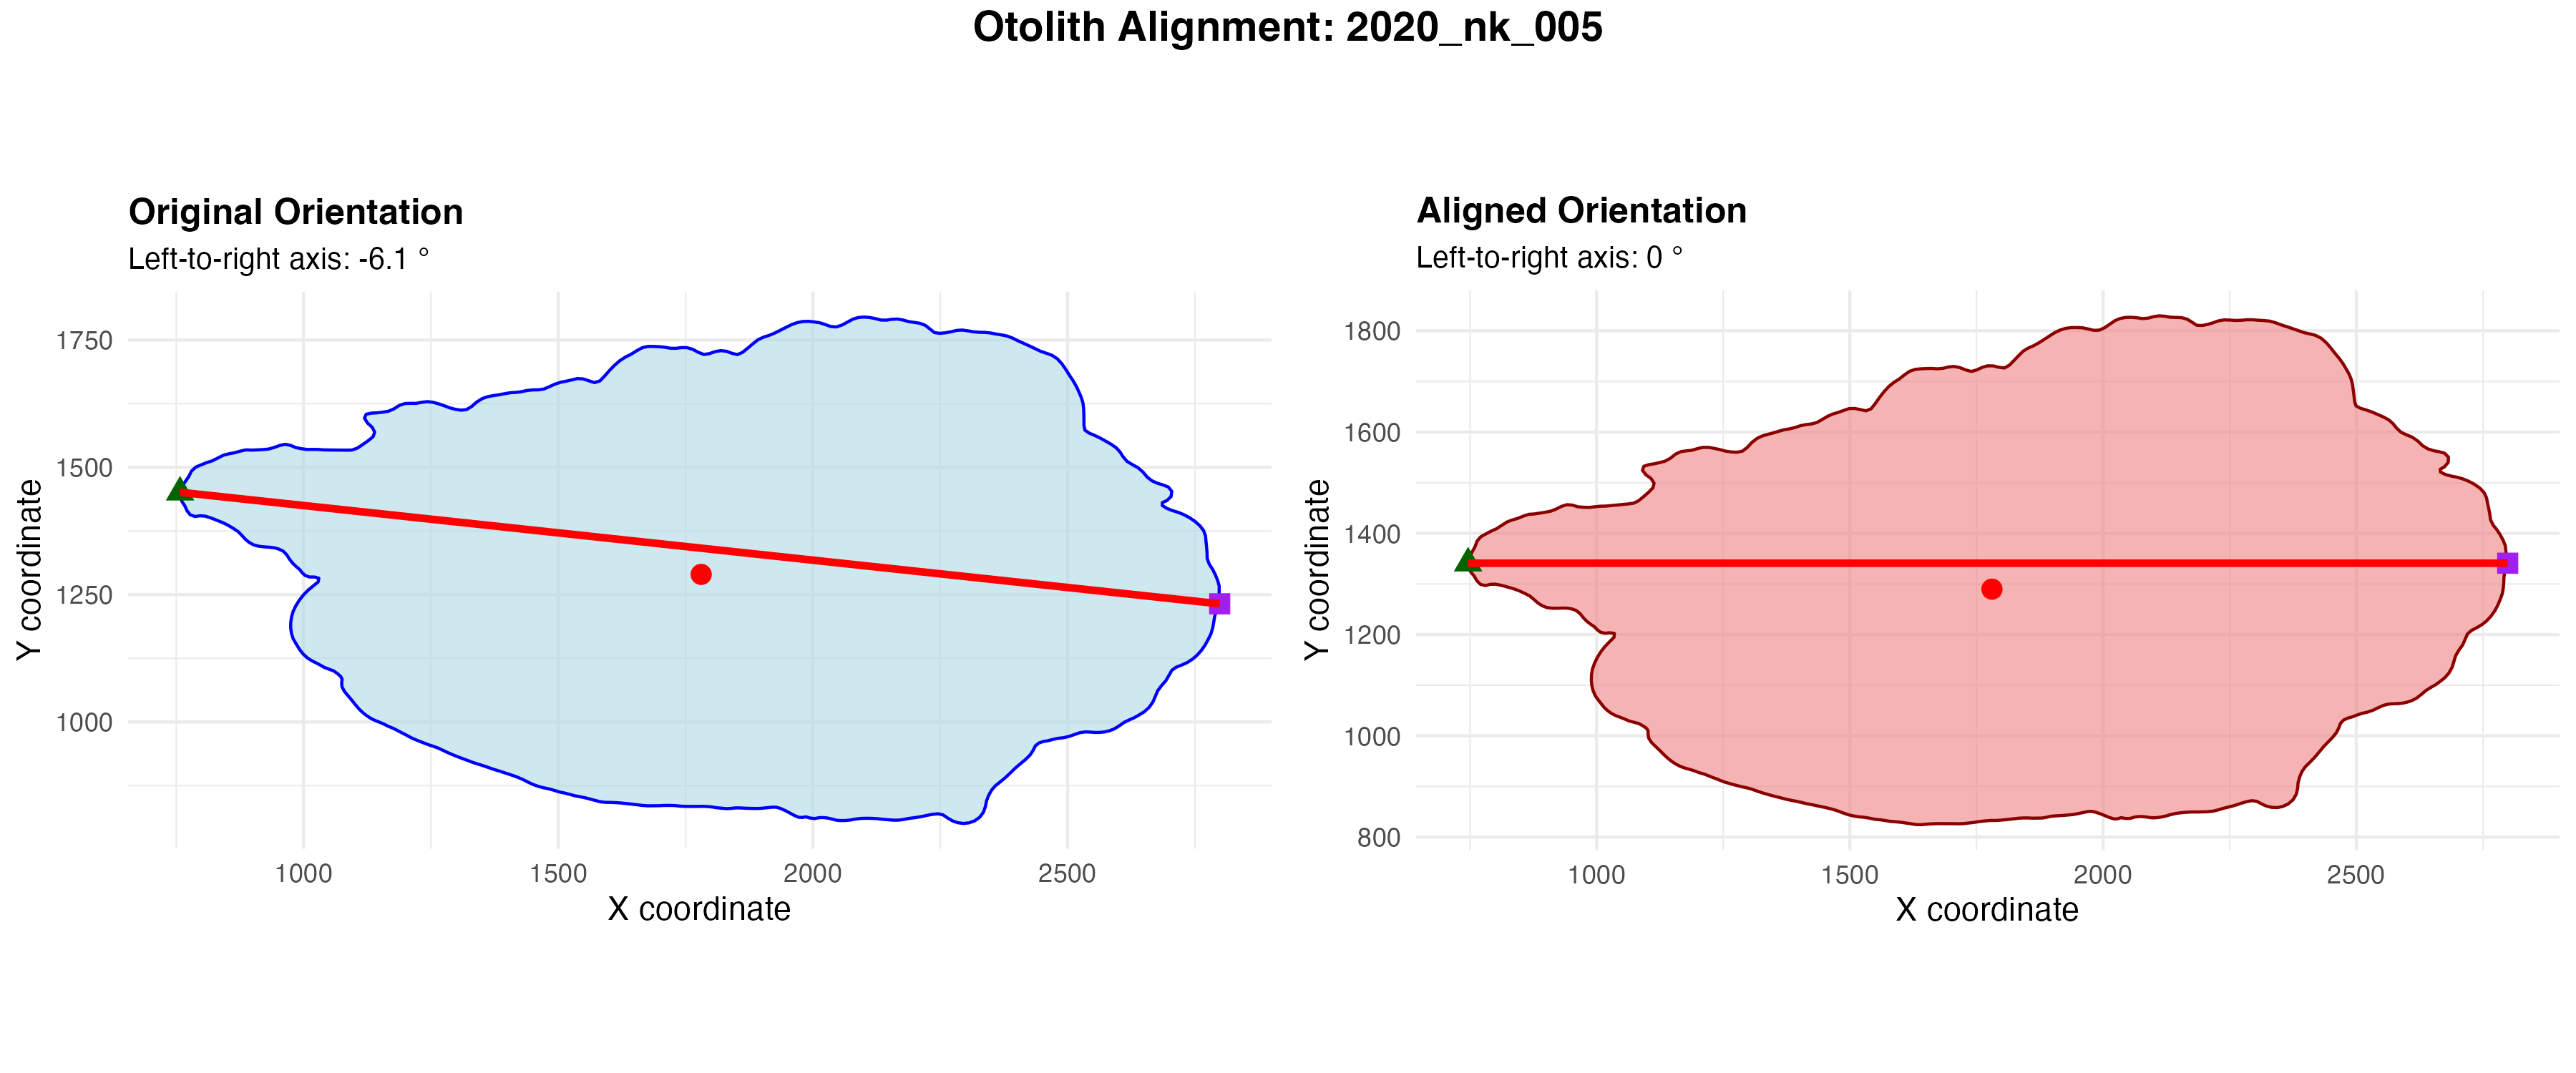 Otolith Alignment: 2020_nk_005
Original Orientation
Left-to-right axis: -6.1 °
1750
1500
1250
1000
Y coordinate
1000 1500 2000 2500
X coordinate
Aligned Orientation
Left-to-right axis: 0 °
1800
1600
1400
1200
1000
800
Y coordinate
1000 1500 2000 2500
X coordinate